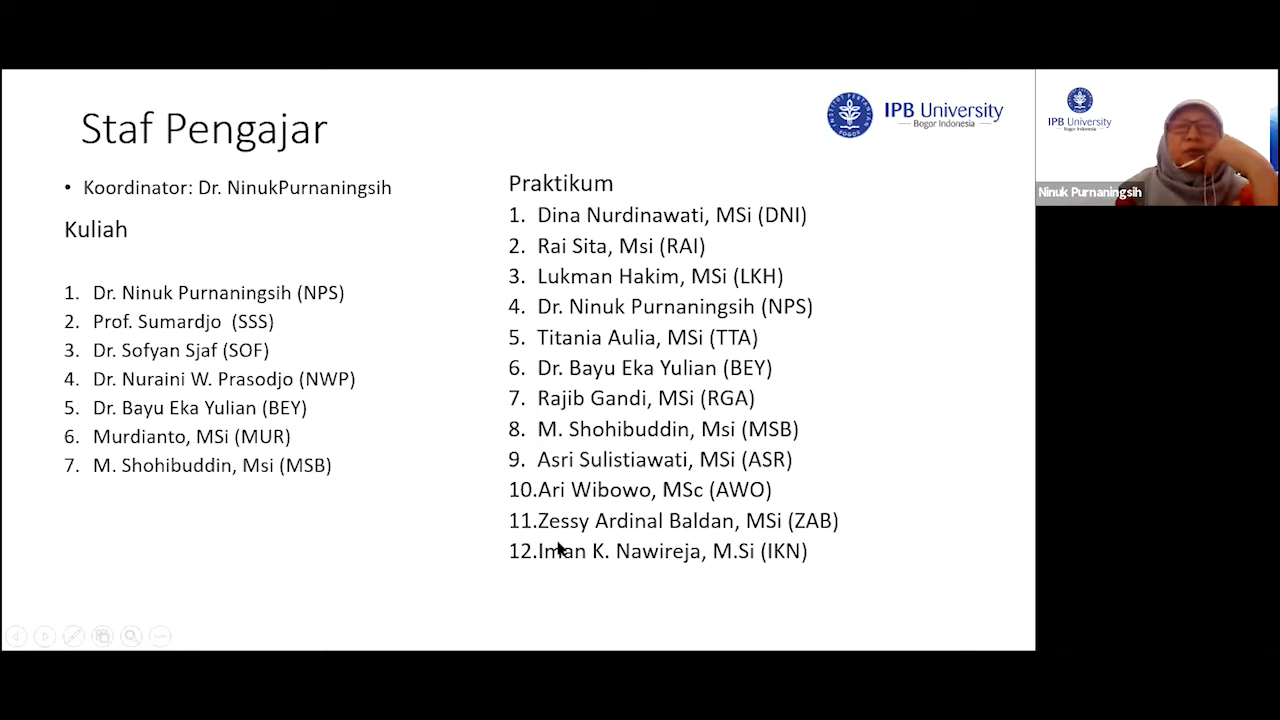 Staf Pengajar
IPB University
Bogor Indonesia
• Koordinator: Dr. NinukPurnaningsih
Kuliah
1. Dr. Ninuk Purnaningsih (NPS)
2. Prof. Sumardjo (SSS)
3. Dr. Sofyan Sjaf (SOF)
4. Dr. Nuraini W. Prasodjo (NWP)
5. Dr. Bayu Eka Yulian (BEY)
6. Murdianto, MSi (MUR)
7. M. Shohibuddin, Msi (MSB)
Praktikum
1. Dina Nurdinawati, MSi (DNI)
2. Rai Sita, Msi (RAI)
3. Lukman Hakim, MSi (LKH)
4. Dr. Ninuk Purnaningsih (NPS)
5. Titania Aulia, MSi (TTA)
6. Dr. Bayu Eka Yulian (BEY)
7. Rajib Gandi, MSi (RGA)
8. M. Shohibuddin, Msi (MSB)
9. Asri Sulistiawati, MSi (ASR)
10.Ari Wibowo, MSc (AWO)
11.Zessy Ardinal Baldan, MSi (ZAB)
12.Iman K. Nawireja, M.Si (IKN)
IPB University
Bogor Indonesia
Ninuk Purnaningsih